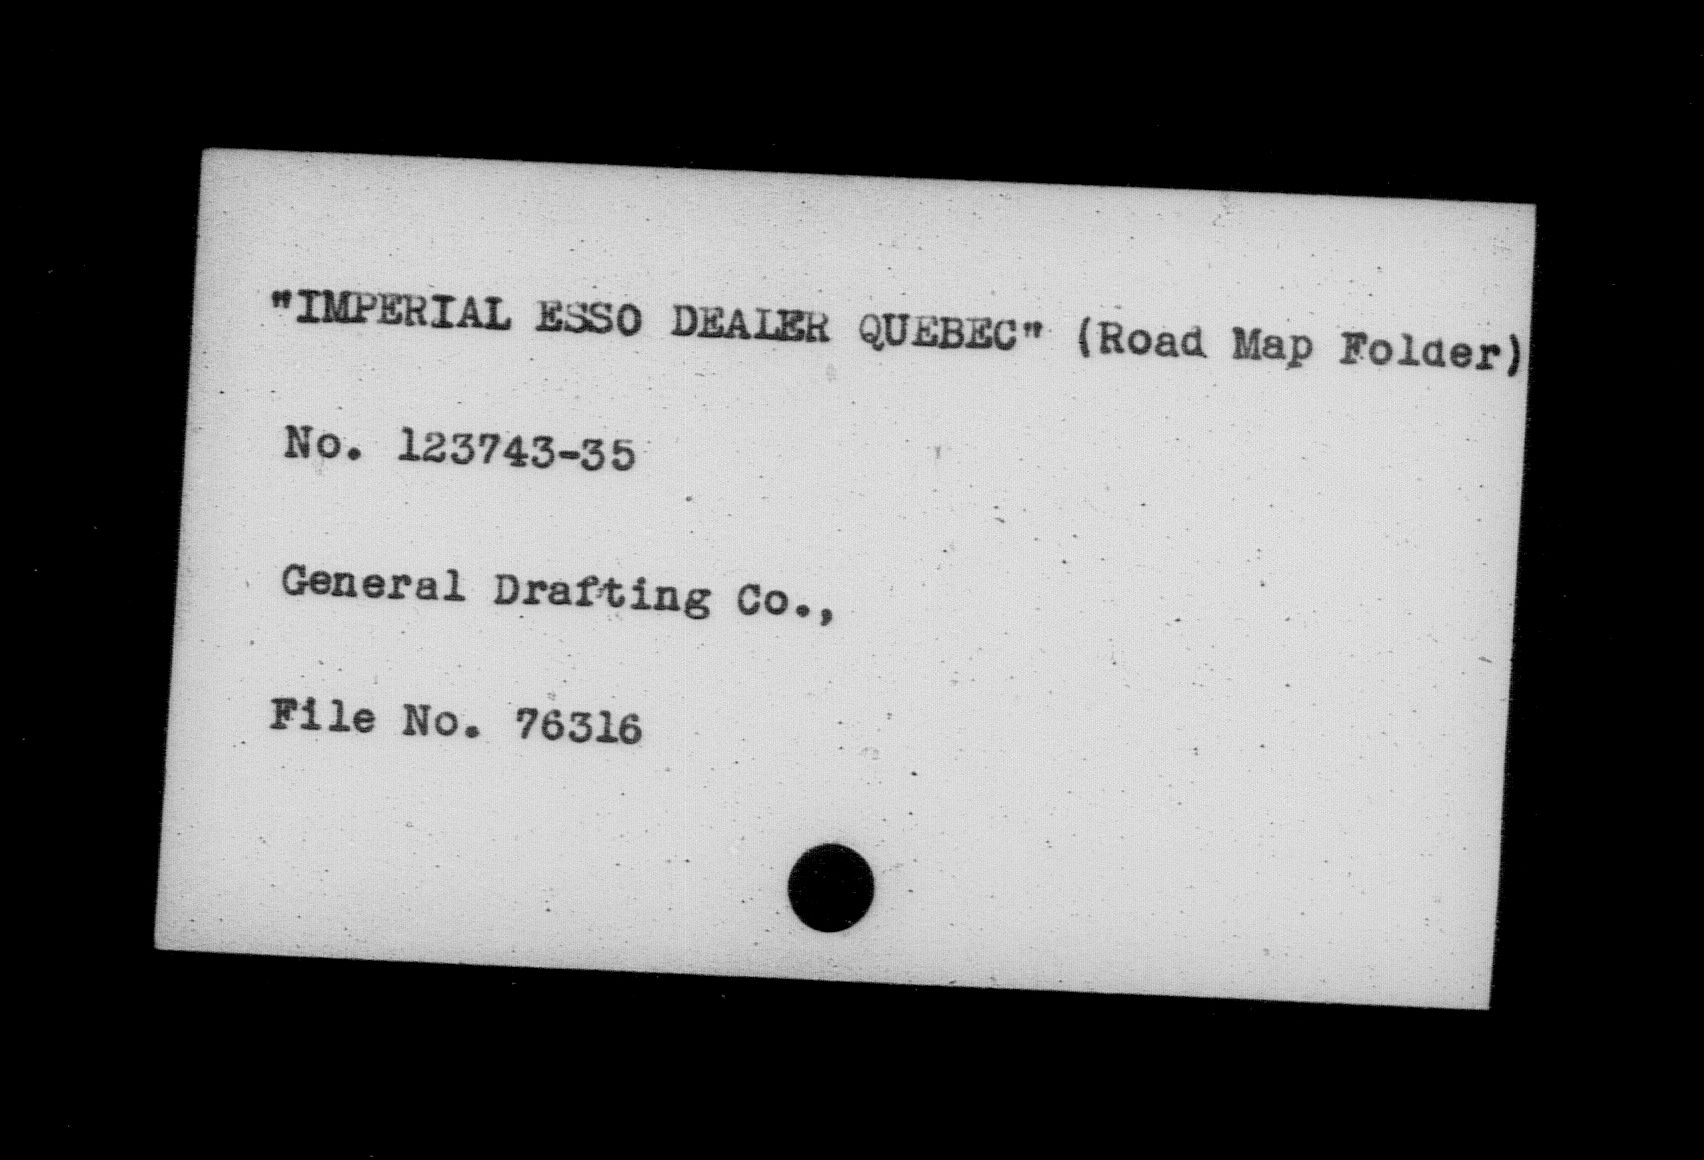 "IMPERIAL ESSO DEALER QUEBEC" (Road Map Folder)
No. 123743-35
General Drafting Co.,
File No. 76316